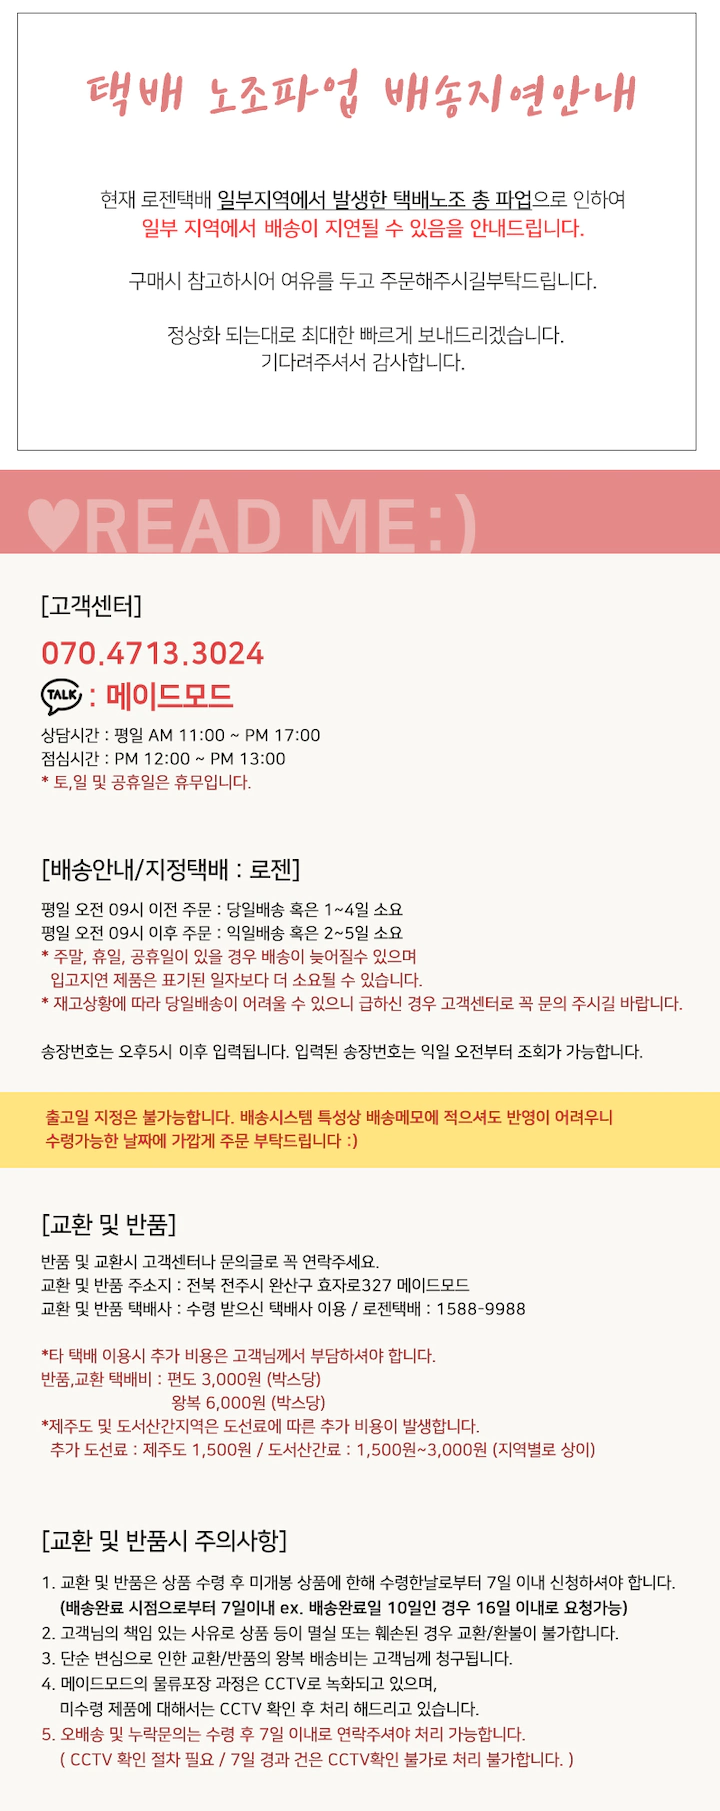 택배 노조파업 배송지연안내
현재 로젠택배 일부지역에서 발생한 택배노조 총 파업으로 인하여
일부 지역에서 배송이 지연될 수 있음을 안내드립니다.
구매시 참고하시어 여유를 두고 주문해주시길부탁드립니다.
정상화 되는대로 최대한 빠르게 보내드리겠습니다.
기다려주셔서 감사합니다.
♥READ ME:)
[고객센터]
070.4713.3024
TALK : 메이드모드
상담시간 : 평일 AM 11:00 ~ PM 17:00
점심시간 : PM 12:00 ~ PM 13:00
* 토,일 및 공휴일은 휴무입니다.
[배송안내/지정택배 : 로젠]
평일 오전 09시 이전 주문 : 당일배송 혹은 1~4일 소요
평일 오전 09시 이후 주문 : 익일배송 혹은 2~5일 소요
* 주말, 휴일, 공휴일이 있을 경우 배송이 늦어질수 있으며
입고지연 제품은 표기된 일자보다 더 소요될 수 있습니다.
* 재고상황에 따라 당일배송이 어려울 수 있으니 급하신 경우 고객센터로 꼭 문의 주시길 바랍니다.
송장번호는 오후5시 이후 입력됩니다. 입력된 송장번호는 익일 오전부터 조회가 가능합니다.
출고일 지정은 불가능합니다. 배송시스템 특성상 배송메모에 적으셔도 반영이 어려우니
수령가능한 날짜에 가깝게 주문 부탁드립니다 :)
[교환 및 반품]
반품 및 교환시 고객센터나 문의글로 꼭 연락주세요.
교환 및 반품 주소지 : 전북 전주시 완산구 효자로327 메이드모드
교환 및 반품 택배사 : 수령 받으신 택배사 이용 / 로젠택배 : 1588-9988
*타 택배 이용시 추가 비용은 고객님께서 부담하셔야 합니다.
반품,교환 택배비 : 편도 3,000원 (박스당)
왕복 6,000원 (박스당)
*제주도 및 도서산간지역은 도선료에 따른 추가 비용이 발생합니다.
추가 도선료 : 제주도 1,500원 / 도서산간료 : 1,500원~3,000원 (지역별로 상이)
[교환 및 반품시 주의사항]
1. 교환 및 반품은 상품 수령 후 미개봉 상품에 한해 수령한날로부터 7일 이내 신청하셔야 합니다.
(배송완료 시점으로부터 7일이내 ex. 배송완료일 10일인 경우 16일 이내로 요청가능)
2. 고객님의 책임 있는 사유로 상품 등이 멸실 또는 훼손된 경우 교환/환불이 불가합니다.
3. 단순 변심으로 인한 교환/반품의 왕복 배송비는 고객님께 청구됩니다.
4. 메이드모드의 물류포장 과정은 CCTV로 녹화되고 있으며,
미수령 제품에 대해서는 CCTV 확인 후 처리 해드리고 있습니다.
5. 오배송 및 누락문의는 수령 후 7일 이내로 연락주셔야 처리 가능합니다.
( CCTV 확인 절차 필요 / 7일 경과 건은 CCTV확인 불가로 처리 불가합니다. )